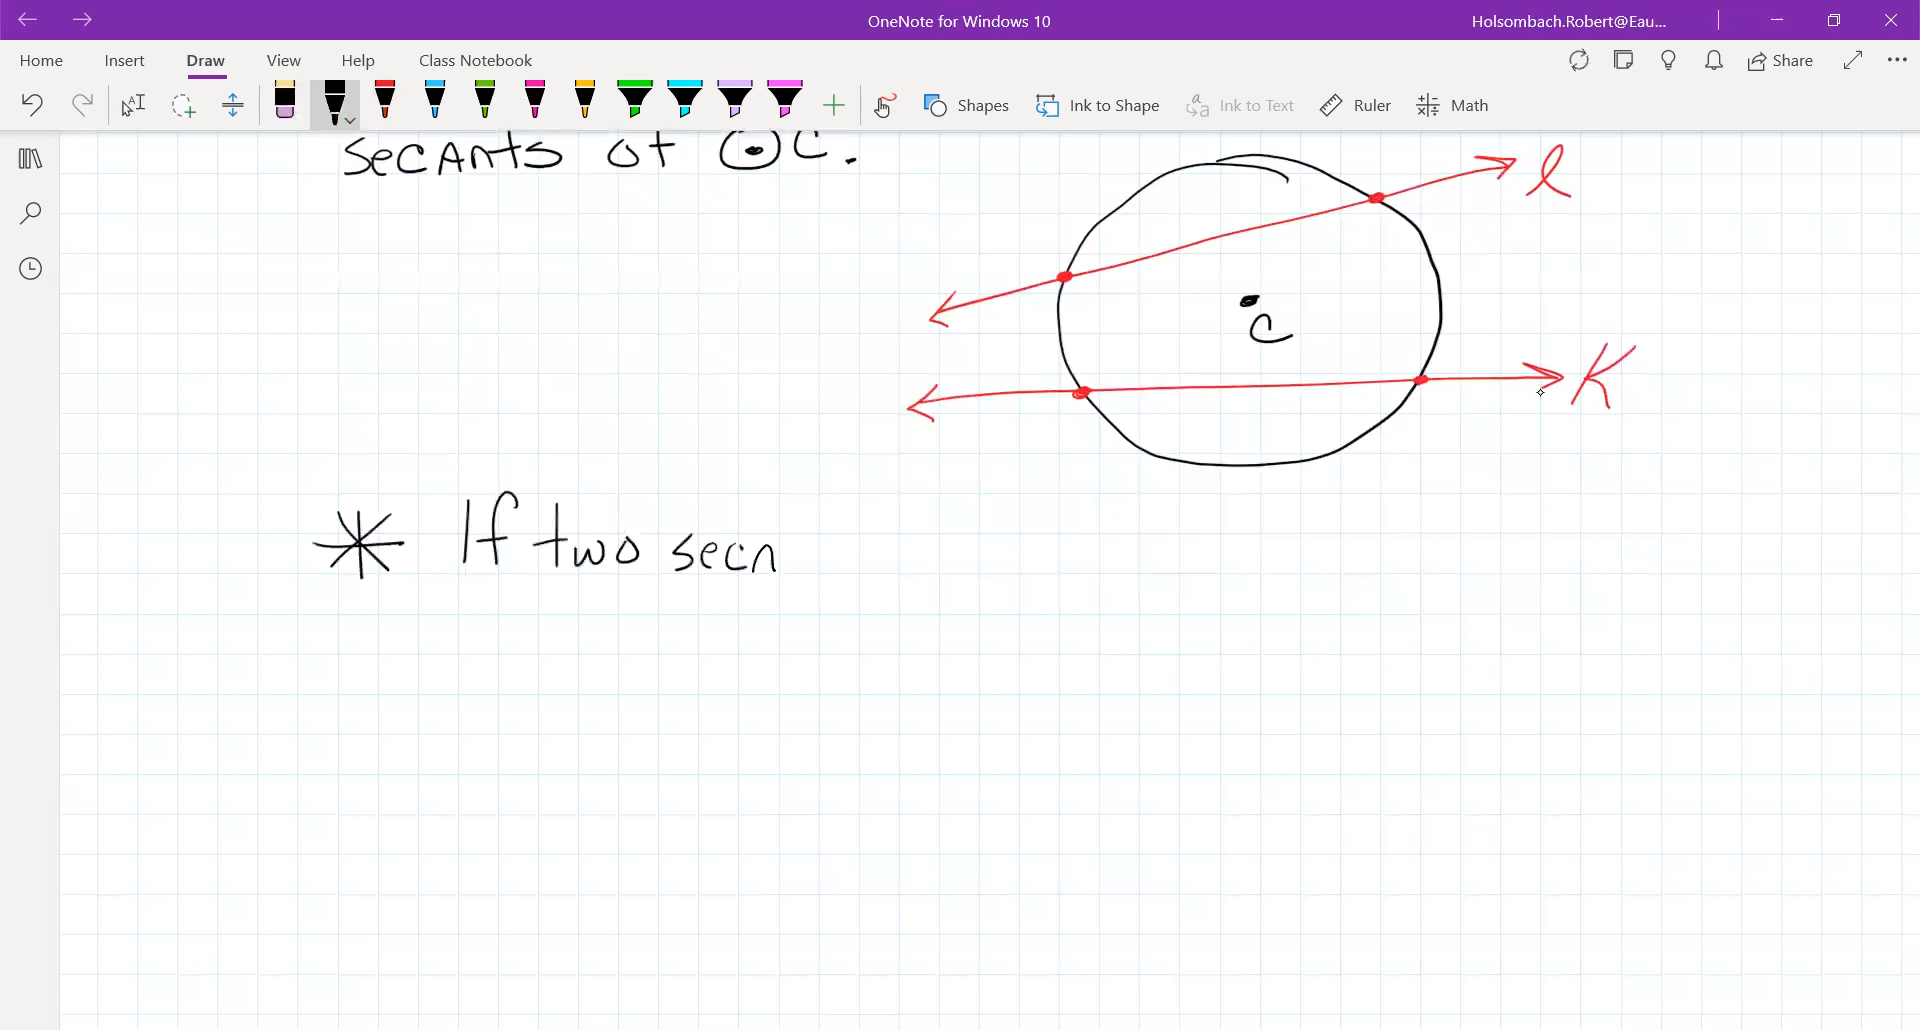 OneNote for Windows 10
Holsombach.Robert@Eau...
Home Insert Draw View Help Class Notebook
Share
Shapes Ink to Shape Ink to Text Ruler Math
secants of ⊙C.
l
C
K
* If two secn